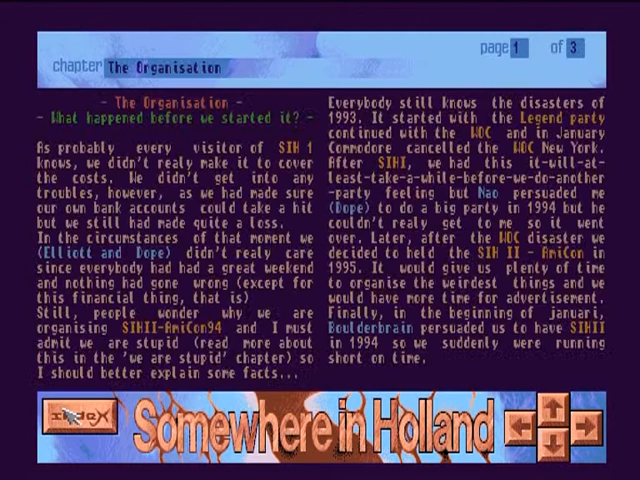 page 1 of 3
chapter The Organisation
- The Organisation -
- What happened before we started it? -
As probably every visitor of SIH 1
knows, we didn't realy make it to cover
the costs. We didn't get into any
troubles, however, as we had made sure
our own bank accounts could take a hit
but we still had made quite a loss.
In the circumstances of that moment we
(Elliott and Dope) didn't realy care
since everybody had had a great weekend
and nothing had gone wrong (except for
this financial thing, that is)
Still, people wonder why we are
organising SIHII-AmiCon94 and I must
admit we are stupid (read more about
this in the 'we are stupid' chapter) so
I should better explain some facts...
Everybody still knows the disasters of
1993. It started with the Legend party
continued with the WOC and in january
Commodore cancelled the WOC New York.
After SIHI, we had this it-will-at-
least-take-a-while-before-we-do-another
-party feeling but Nao persuaded me
(Dope) to do a big party in 1994 but he
couldn't realy get to me so it went
over. Later, after the WOC disaster we
decided to held the SIH II - AmiCon in
1995. It would give us plenty of time
to organise the weirdest things and we
would have more time for advertisement.
Finally, in the beginning of januari,
Boulderbrain persuaded us to have SIHII
in 1994 so we suddenly were running
short on time.
index
Somewhere in Holland